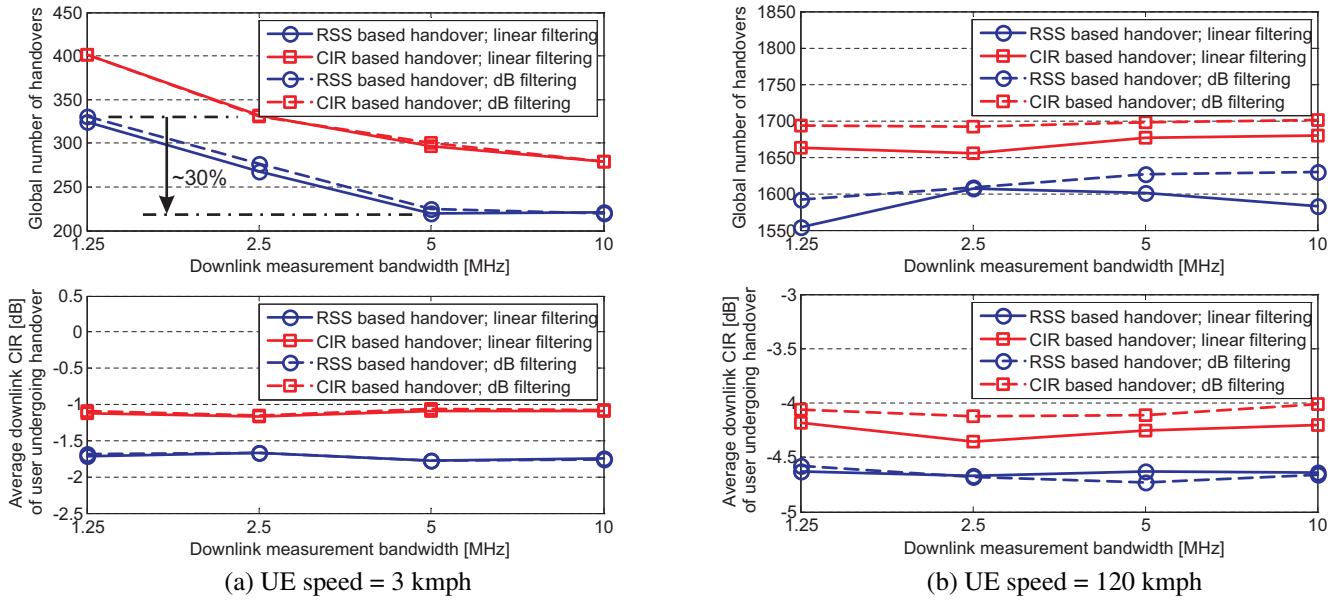 Global number of handovers
450
400
350
300
250
200
1.25
2.5
5
10
Downlink measurement bandwidth [MHz]
RSS based handover; linear filtering
CIR based handover; linear filtering
RSS based handover; dB filtering
CIR based handover; dB filtering
~30%
Average downlink CIR [dB]
of user undergoing handover
0.5
0
-0.5
-1
-1.5
-2
-2.5
1.25
2.5
5
10
Downlink measurement bandwidth [MHz]
RSS based handover; linear filtering
CIR based handover; linear filtering
RSS based handover; dB filtering
CIR based handover; dB filtering
(a) UE speed = 3 kmph
Global number of handovers
1850
1800
1750
1700
1650
1600
1550
1.25
2.5
5
10
Downlink measurement bandwidth [MHz]
RSS based handover; linear filtering
CIR based handover; linear filtering
RSS based handover; dB filtering
CIR based handover; dB filtering
Average downlink CIR [dB]
of user undergoing handover
-3
-3.5
-4
-4.5
-5
1.25
2.5
5
10
Downlink measurement bandwidth [MHz]
RSS based handover; linear filtering
CIR based handover; linear filtering
RSS based handover; dB filtering
CIR based handover; dB filtering
(b) UE speed = 120 kmph